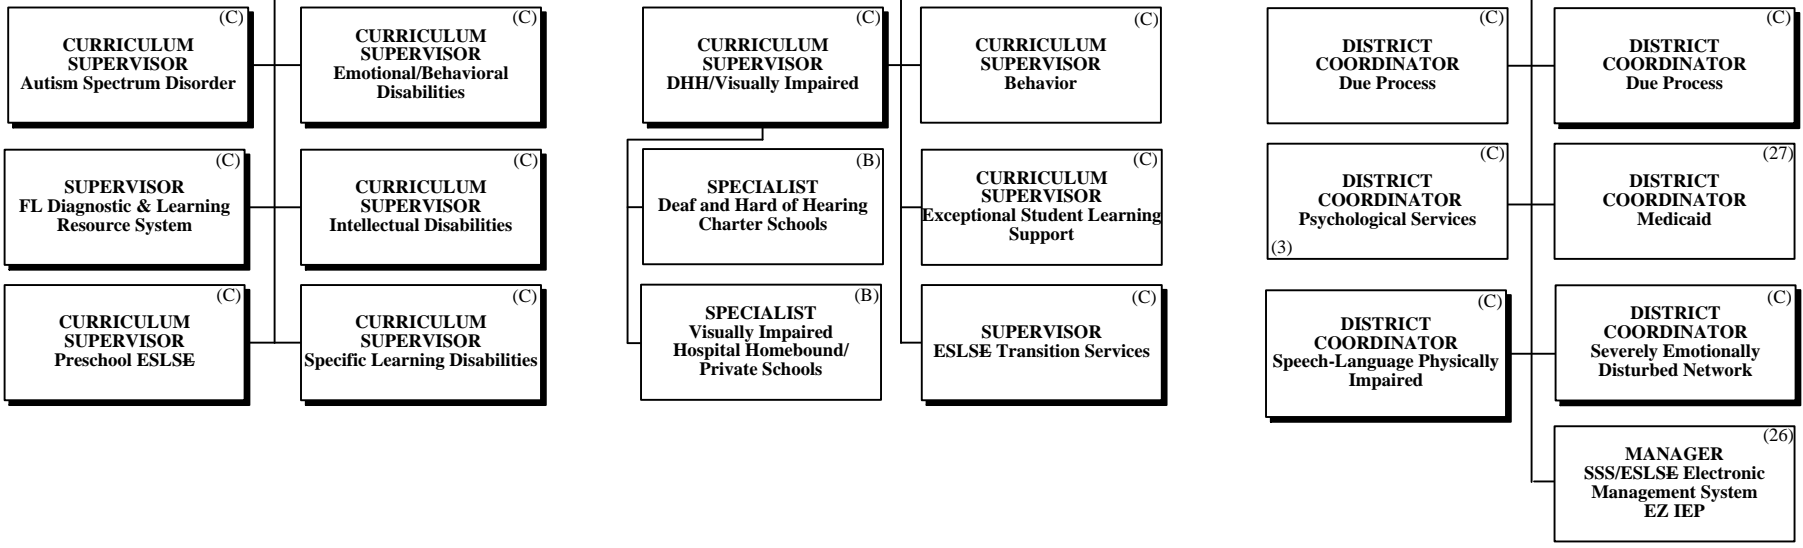 (C)
CURRICULUM
SUPERVISOR
Autism Spectrum Disorder
(C)
CURRICULUM
SUPERVISOR
Emotional/Behavioral
Disabilities
(C)
SUPERVISOR
FL Diagnostic & Learning
Resource System
(C)
CURRICULUM
SUPERVISOR
Intellectual Disabilities
(C)
CURRICULUM
SUPERVISOR
Preschool ESLSE
(C)
CURRICULUM
SUPERVISOR
Specific Learning Disabilities
(C)
CURRICULUM
SUPERVISOR
DHH/Visually Impaired
(C)
CURRICULUM
SUPERVISOR
Behavior
(B)
SPECIALIST
Deaf and Hard of Hearing
Charter Schools
(C)
CURRICULUM
SUPERVISOR
Exceptional Student Learning
Support
(B)
SPECIALIST
Visually Impaired
Hospital Homebound/
Private Schools
(C)
SUPERVISOR
ESLSE Transition Services
(C)
DISTRICT
COORDINATOR
Due Process
(C)
DISTRICT
COORDINATOR
Due Process
(C)
DISTRICT
COORDINATOR
Psychological Services
(3)
(27)
DISTRICT
COORDINATOR
Medicaid
(C)
DISTRICT
COORDINATOR
Speech-Language Physically
Impaired
(C)
DISTRICT
COORDINATOR
Severely Emotionally
Disturbed Network
(26)
MANAGER
SSS/ESLSE Electronic
Management System
EZ IEP